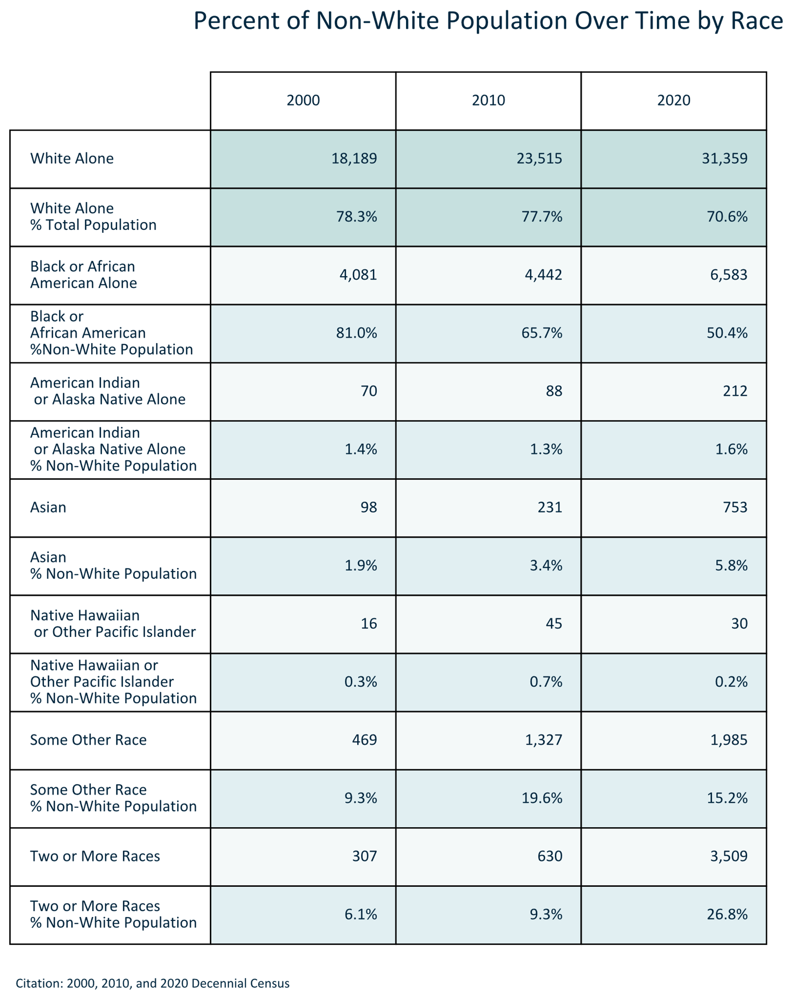 Percent of Non-White Population Over Time by Race
2000 2010 2020
White Alone 18,189 23,515 31,359
White Alone
% Total Population 78.3% 77.7% 70.6%
Black or African
American Alone 4,081 4,442 6,583
Black or
African American
%Non-White Population 81.0% 65.7% 50.4%
American Indian
or Alaska Native Alone 70 88 212
American Indian
or Alaska Native Alone
% Non-White Population 1.4% 1.3% 1.6%
Asian 98 231 753
Asian
% Non-White Population 1.9% 3.4% 5.8%
Native Hawaiian
or Other Pacific Islander 16 45 30
Native Hawaiian or
Other Pacific Islander
% Non-White Population 0.3% 0.7% 0.2%
Some Other Race 469 1,327 1,985
Some Other Race
% Non-White Population 9.3% 19.6% 15.2%
Two or More Races 307 630 3,509
Two or More Races
% Non-White Population 6.1% 9.3% 26.8%
Citation: 2000, 2010, and 2020 Decennial Census